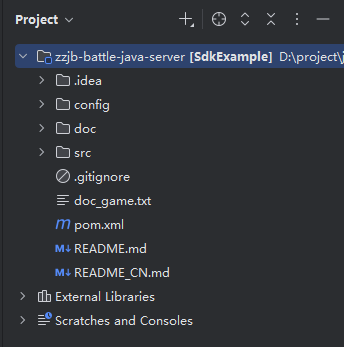 Project
zzjb-battle-java-server [SdkExample] D:\project\j
.idea
config
doc
src
.gitignore
doc_game.txt
m pom.xml
M↓ README.md
M↓ README_CN.md
External Libraries
Scratches and Consoles